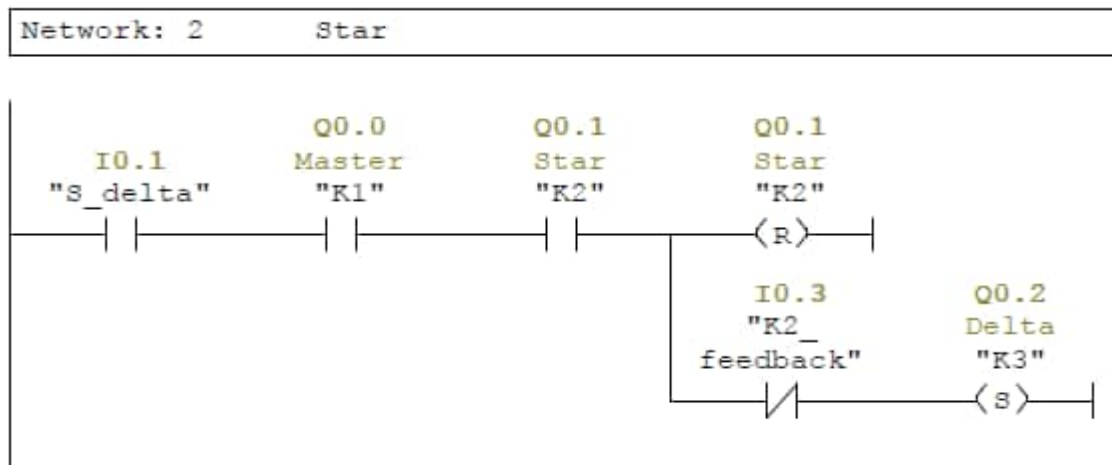 Network: 2 Star
Q0.0 Q0.1 Q0.1
I0.1 Master Star Star
"S_delta" "K1" "K2" "K2"
R
I0.3 Q0.2
"K2_ Delta
feedback" "K3"
S